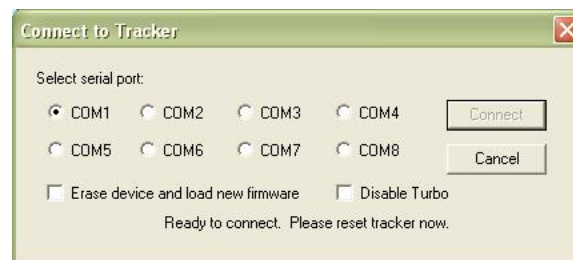 Connect to Tracker
Select serial port:
COM1 COM2 COM3 COM4 Connect
COM5 COM6 COM7 COM8 Cancel
Erase device and load new firmware Disable Turbo
Ready to connect. Please reset tracker now.